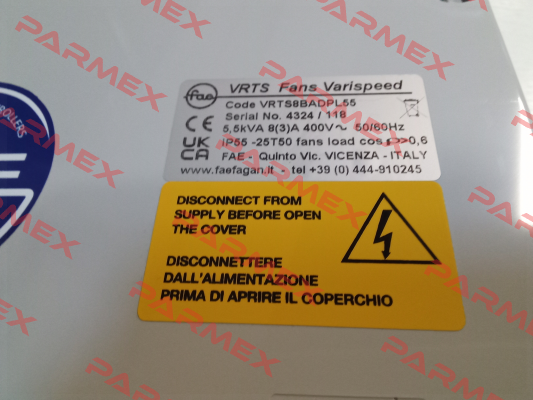 fae
VRTS Fans Varispeed
Code VRTS8BADPL55
Serial No. 4324 / 118
5,5kVA 8(3)A 400V~ 50/60Hz
IP55 -25T50 fans load cos φ>0,6
FAE - Quinto Vic. VICENZA - ITALY
www.faefagan.it - tel +39 (0) 444-910245
CE
UK
CA
DISCONNECT FROM
SUPPLY BEFORE OPEN
THE COVER
DISCONNETTERE
DALL'ALIMENTAZIONE
PRIMA DI APRIRE IL COPERCHIO
PARMEX
PARMEX
PARMEX
PARMEX
PARMEX
PARMEX
PARMEX
PARMEX